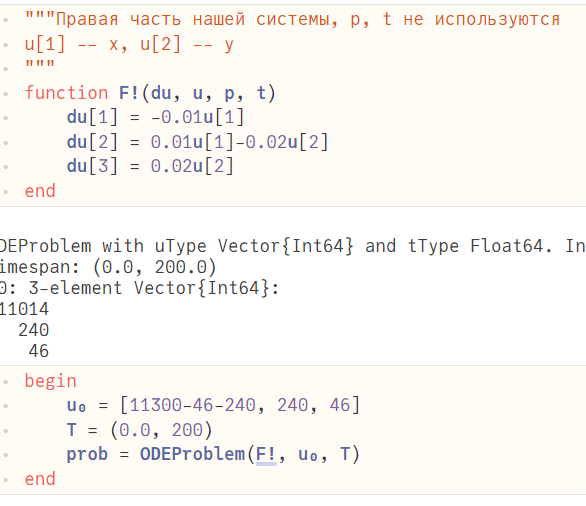 """Правая часть нашей системы, p, t не используются
u[1] -- x, u[2] -- y
"""
function F!(du, u, p, t)
du[1] = -0.01u[1]
du[2] = 0.01u[1]-0.02u[2]
du[3] = 0.02u[2]
end
DEProblem with uType Vector{Int64} and tType Float64. In
imespan: (0.0, 200.0)
0: 3-element Vector{Int64}:
11014
240
46
begin
u₀ = [11300-46-240, 240, 46]
T = (0.0, 200)
prob = ODEProblem(F!, u₀, T)
end